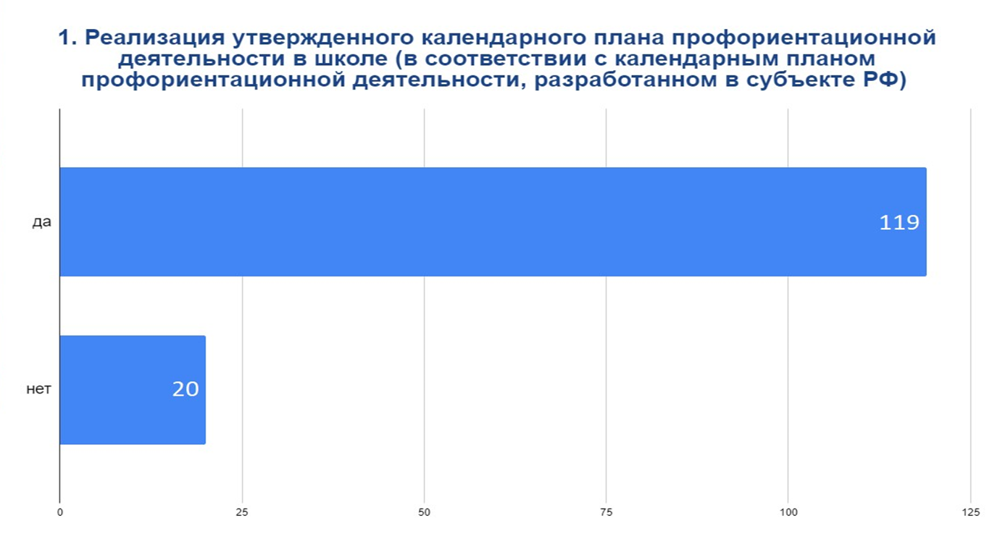 1. Реализация утвержденного календарного плана профориентационной
деятельности в школе (в соответствии с календарным планом
профориентационной деятельности, разработанном в субъекте РФ)
да
119
нет
20
0 25 50 75 100 125